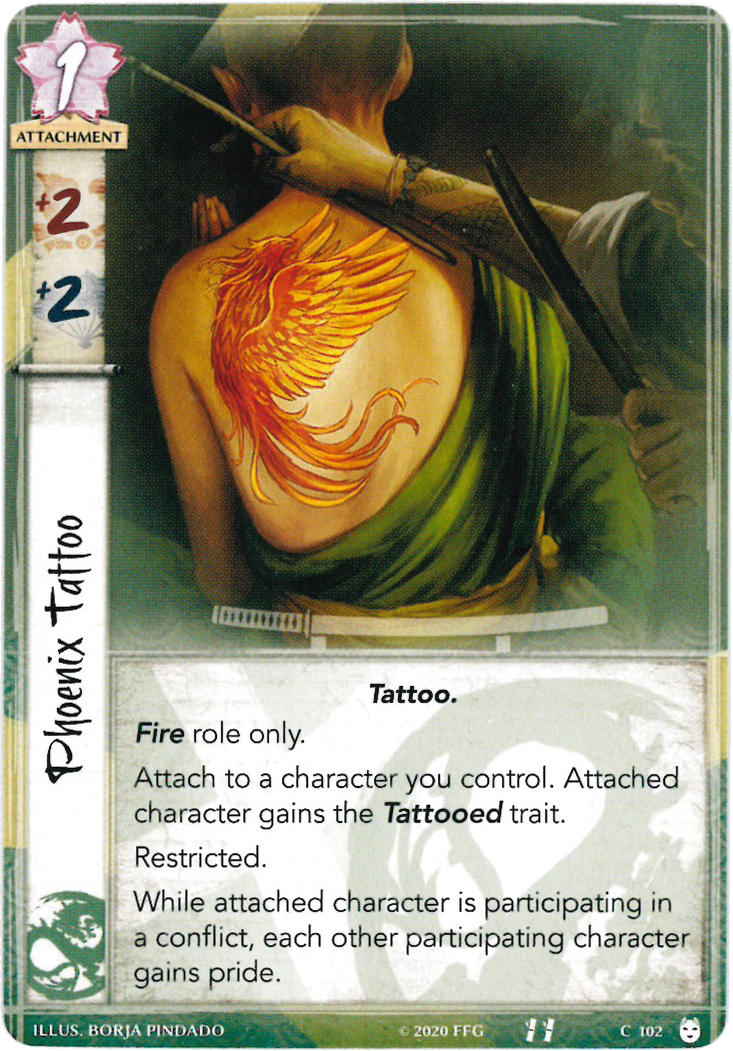 1
ATTACHMENT
+2
+2
Phoenix Tattoo
Tattoo.
Fire role only.
Attach to a character you control. Attached
character gains the Tattooed trait.
Restricted.
While attached character is participating in
a conflict, each other participating character
gains pride.
ILLUS. BORJA PINDADO
© 2020 FFG
C 102